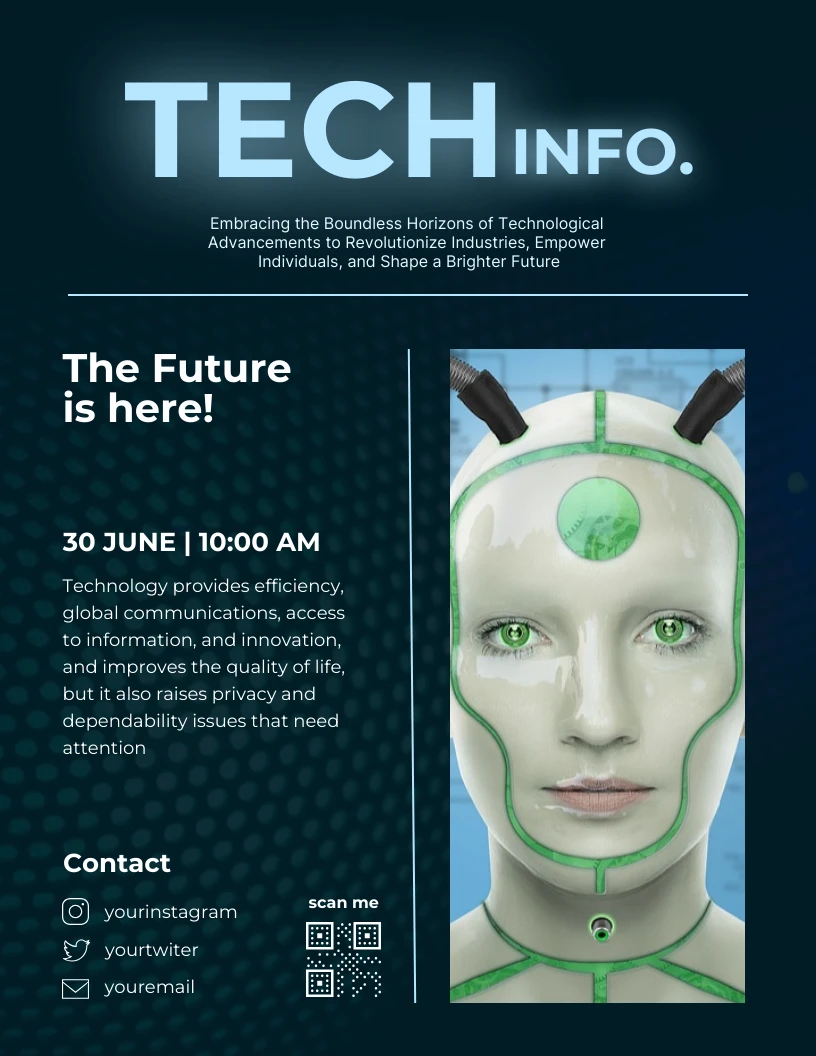 TECH INFO.
Embracing the Boundless Horizons of Technological
Advancements to Revolutionize Industries, Empower
Individuals, and Shape a Brighter Future
The Future
is here!
30 JUNE | 10:00 AM
Technology provides efficiency,
global communications, access
to information, and innovation,
and improves the quality of life,
but it also raises privacy and
dependability issues that need
attention
Contact
yourinstagram
yourtwiter
youremail
scan me